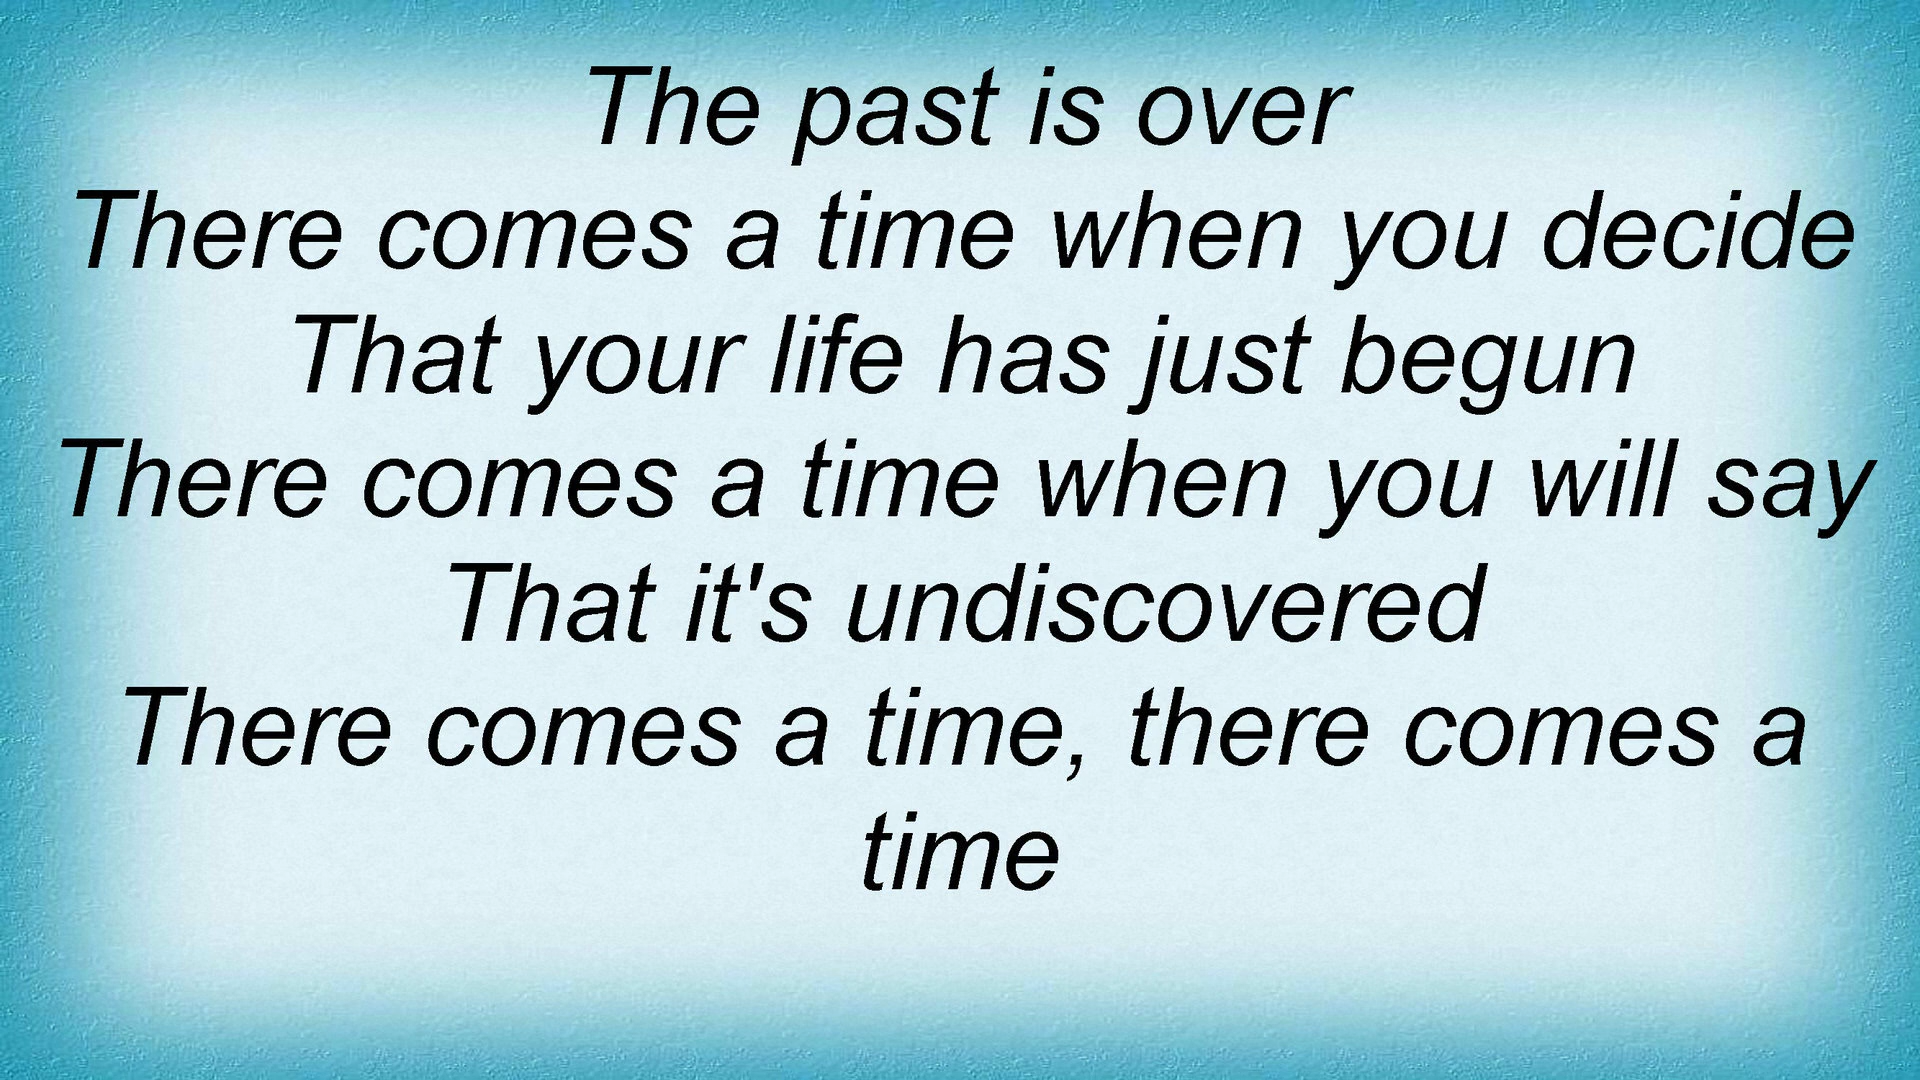 The past is over
There comes a time when you decide
That your life has just begun
There comes a time when you will say
That it's undiscovered
There comes a time, there comes a
time